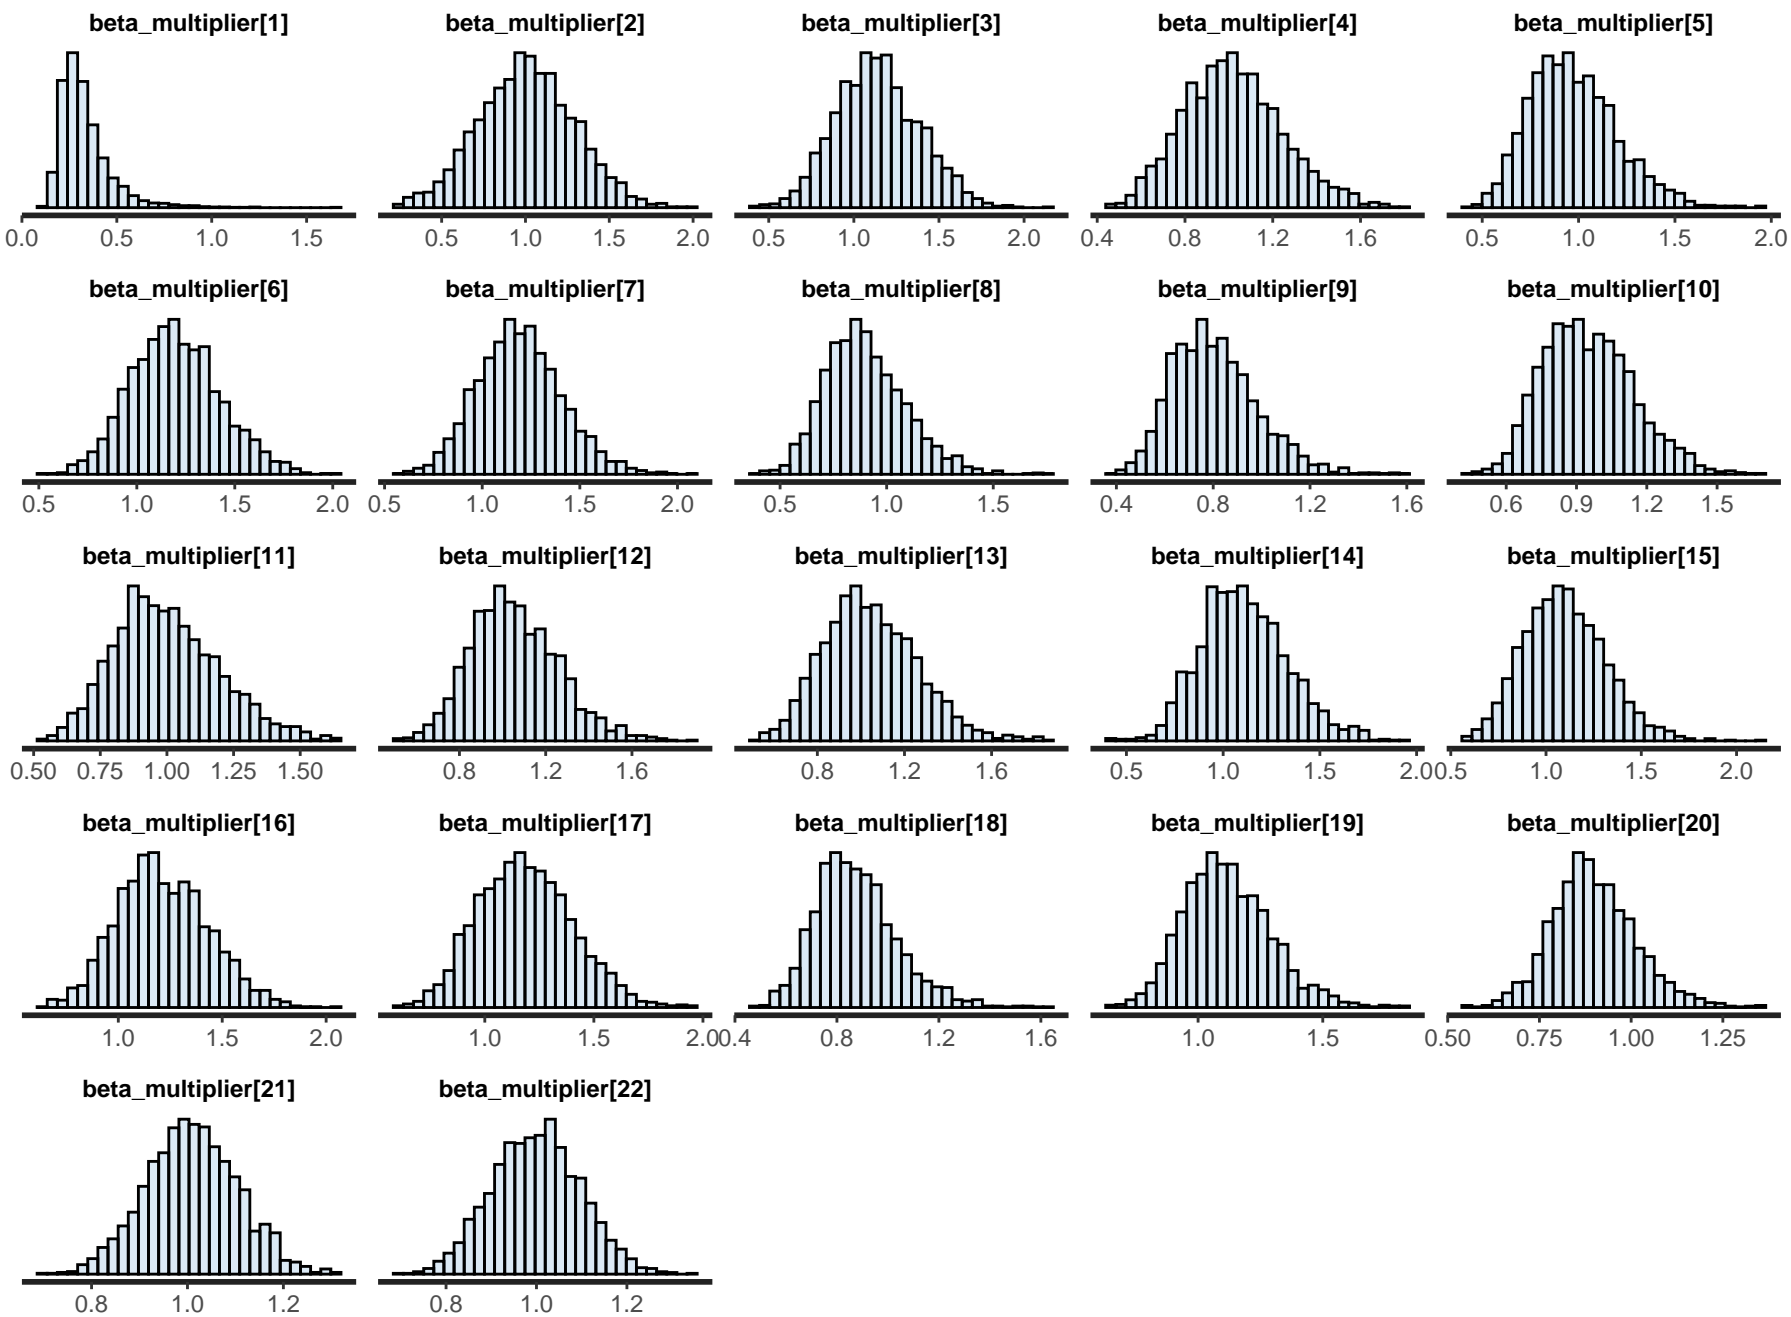 beta_multiplier[1] beta_multiplier[2] beta_multiplier[3] beta_multiplier[4] beta_multiplier[5]
0.0 0.5 1.0 1.5 0.5 1.0 1.5 2.0 0.5 1.0 1.5 2.0 0.4 0.8 1.2 1.6 0.5 1.0 1.5 2.0
beta_multiplier[6] beta_multiplier[7] beta_multiplier[8] beta_multiplier[9] beta_multiplier[10]
0.5 1.0 1.5 2.0 0.5 1.0 1.5 2.0 0.5 1.0 1.5 0.4 0.8 1.2 1.6 0.6 0.9 1.2 1.5
beta_multiplier[11] beta_multiplier[12] beta_multiplier[13] beta_multiplier[14] beta_multiplier[15]
0.50 0.75 1.00 1.25 1.50 0.8 1.2 1.6 0.8 1.2 1.6 0.5 1.0 1.5 2.0 0.5 1.0 1.5 2.0
beta_multiplier[16] beta_multiplier[17] beta_multiplier[18] beta_multiplier[19] beta_multiplier[20]
1.0 1.5 2.0 1.0 1.5 2.0 0.4 0.8 1.2 1.6 1.0 1.5 0.50 0.75 1.00 1.25
beta_multiplier[21] beta_multiplier[22]
0.8 1.0 1.2 0.8 1.0 1.2